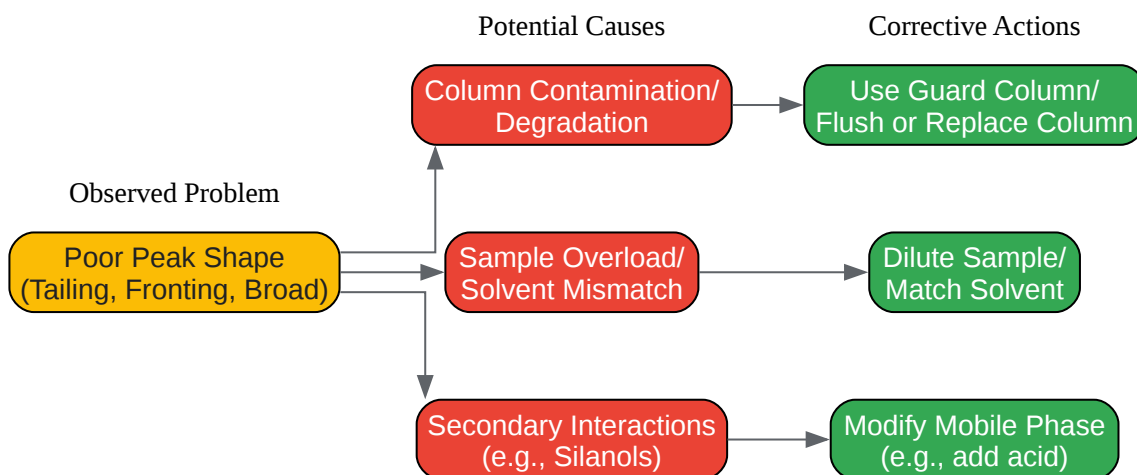 Potential Causes
Corrective Actions
Column Contamination/
Degradation
Use Guard Column/
Flush or Replace Column
Observed Problem
Poor Peak Shape
(Tailing, Fronting, Broad)
Sample Overload/
Solvent Mismatch
Dilute Sample/
Match Solvent
Secondary Interactions
(e.g., Silanols)
Modify Mobile Phase
(e.g., add acid)